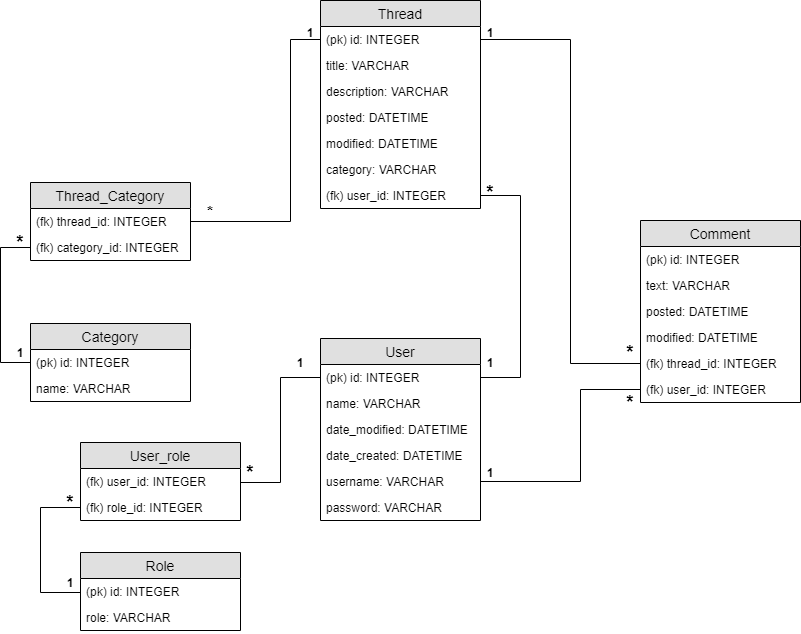 Thread
1
(pk) id: INTEGER
1
title: VARCHAR
description: VARCHAR
posted: DATETIME
modified: DATETIME
category: VARCHAR
(fk) user_id: INTEGER
*
Thread_Category
(fk) thread_id: INTEGER
*
*
(fk) category_id: INTEGER
Category
1
(pk) id: INTEGER
name: VARCHAR
Comment
(pk) id: INTEGER
text: VARCHAR
posted: DATETIME
modified: DATETIME
*
(fk) thread_id: INTEGER
(fk) user_id: INTEGER
*
User
1
(pk) id: INTEGER
1
name: VARCHAR
date_modified: DATETIME
date_created: DATETIME
username: VARCHAR
1
password: VARCHAR
User_role
(fk) user_id: INTEGER
*
*
(fk) role_id: INTEGER
Role
1
(pk) id: INTEGER
role: VARCHAR